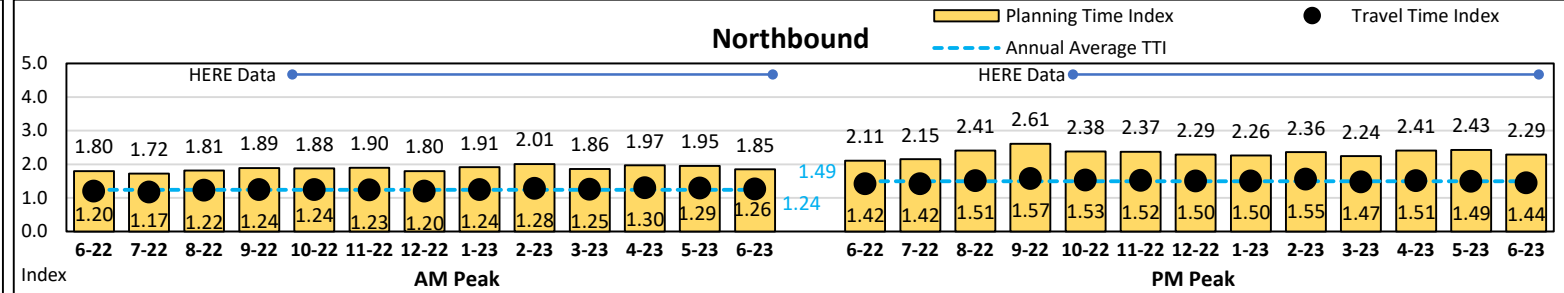 Planning Time Index Travel Time Index
Northbound
Annual Average TTI
5.0
HERE Data HERE Data
4.0
3.0
2.0
1.0
0.0
1.80 1.72 1.81 1.89 1.88 1.90 1.80 1.91 2.01 1.86 1.97 1.95 1.85 2.11 2.15 2.41 2.61 2.38 2.37 2.29 2.26 2.36 2.24 2.41 2.43 2.29
1.49
1.24
1.20 1.17 1.22 1.24 1.24 1.23 1.20 1.24 1.28 1.25 1.30 1.29 1.26 1.42 1.42 1.51 1.57 1.53 1.52 1.50 1.50 1.55 1.47 1.51 1.49 1.44
6-22 7-22 8-22 9-22 10-22 11-22 12-22 1-23 2-23 3-23 4-23 5-23 6-23 6-22 7-22 8-22 9-22 10-22 11-22 12-22 1-23 2-23 3-23 4-23 5-23 6-23
Index AM Peak PM Peak